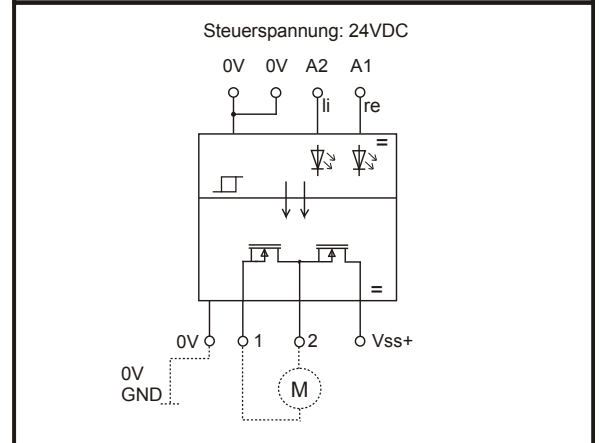 Steuerspannung: 24VDC
0V 0V A2 A1
li re
=
=
0V 1 2 Vss+
0V
GND
M